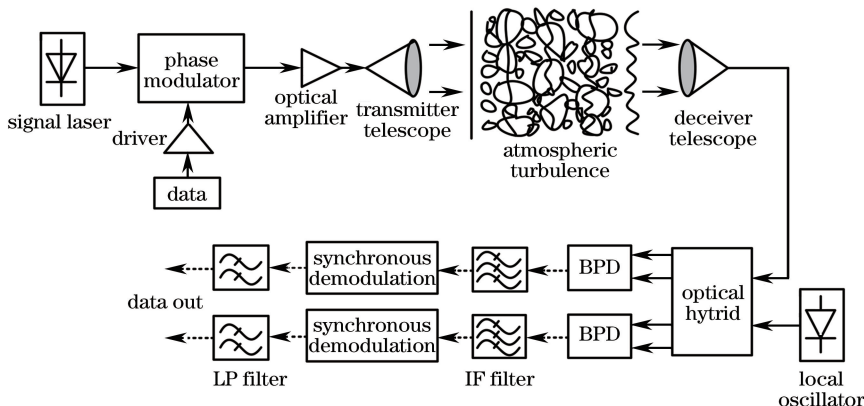 signal laser
phase
modulator
driver
data
optical
amplifier
transmitter
telescope
atmospheric
turbulence
deceiver
telescope
synchronous
demodulation
BPD
optical
hytrid
data out
synchronous
demodulation
BPD
LP filter
IF filter
local
oscillator